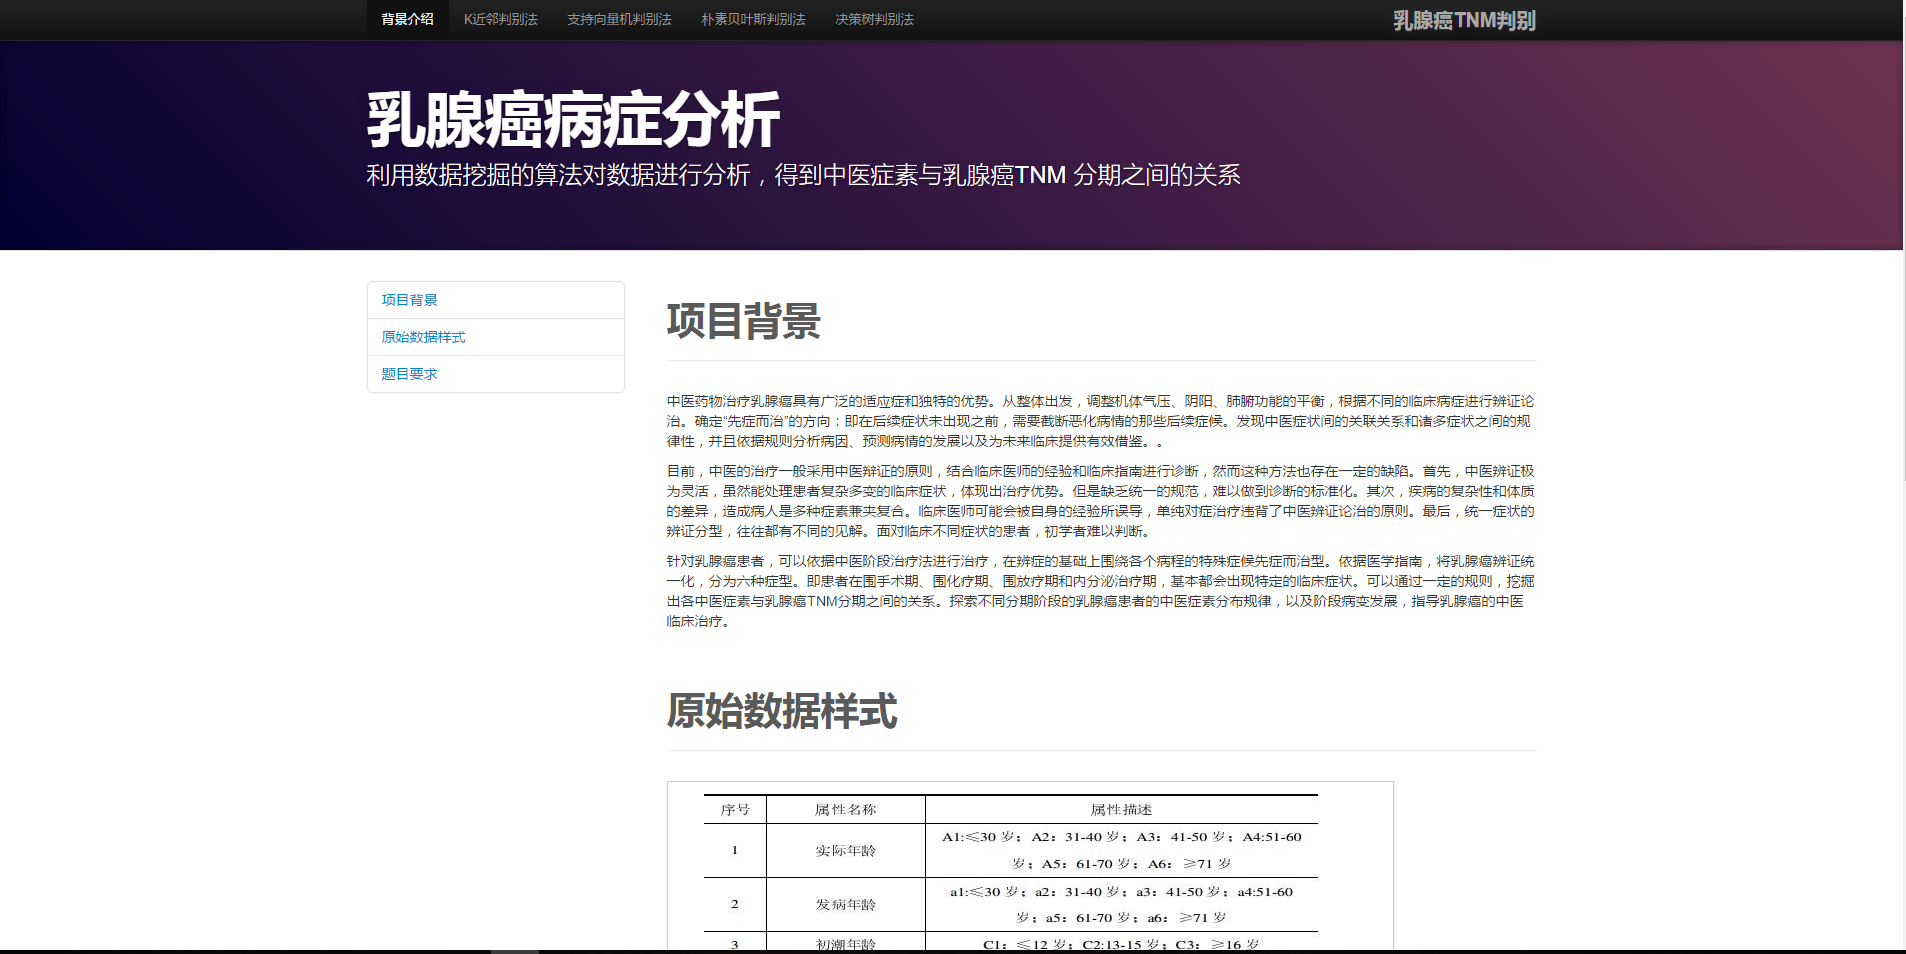 背景介绍 K近邻判别法 支持向量机判别法 朴素贝叶斯判别法 决策树判别法 乳腺癌TNM判别
乳腺癌病症分析
利用数据挖掘的算法对数据进行分析，得到中医症素与乳腺癌TNM 分期之间的关系
项目背景
原始数据样式
题目要求
项目背景
中医药物治疗乳腺癌具有广泛的适应症和独特的优势。从整体出发，调整机体气压、阴阳、肺腑功能的平衡，根据不同的临床病症进行辨证论
治。确定“先症而治”的方向：即在后续症状未出现之前，需要截断恶化病情的那些后续症候。发现中医症状间的关联关系和诸多症状之间的规
律性，并且依据规则分析病因、预测病情的发展以及为未来临床提供有效借鉴。。
目前，中医的治疗一般采用中医辩证的原则，结合临床医师的经验和临床指南进行诊断，然而这种方法也存在一定的缺陷。首先，中医辨证极
为灵活，虽然能处理患者复杂多变的临床症状，体现出治疗优势。但是缺乏统一的规范，难以做到诊断的标准化。其次，疾病的复杂性和体质
的差异，造成病人是多种症素兼夹复合。临床医师可能会被自身的经验所误导，单纯对症治疗违背了中医辨证论治的原则。最后，统一症状的
辨证分型，往往都有不同的见解。面对临床不同症状的患者，初学者难以判断。
针对乳腺癌患者，可以依据中医阶段治疗法进行治疗，在辨症的基础上围绕各个病程的特殊症候先症而治型。依据医学指南，将乳腺癌辨证统
一化，分为六种症型。即患者在围手术期、围化疗期、围放疗期和内分泌治疗期，基本都会出现特定的临床症状。可以通过一定的规则，挖掘
出各中医症素与乳腺癌TNM分期之间的关系。探索不同分期阶段的乳腺癌患者的中医症素分布规律，以及阶段病变发展，指导乳腺癌的中医
临床治疗。
原始数据样式
序号 属性名称 属性描述
1 实际年龄 A1:≤30 岁；A2：31-40 岁；A3：41-50 岁；A4:51-60
岁；A5：61-70 岁；A6：≥71 岁
2 发病年龄 a1:≤30 岁；a2：31-40 岁；a3：41-50 岁；a4:51-60
岁；a5：61-70 岁；a6：≥71 岁
3 初潮年龄 C1：≤12 岁；C2:13-15 岁；C3：≥16 岁